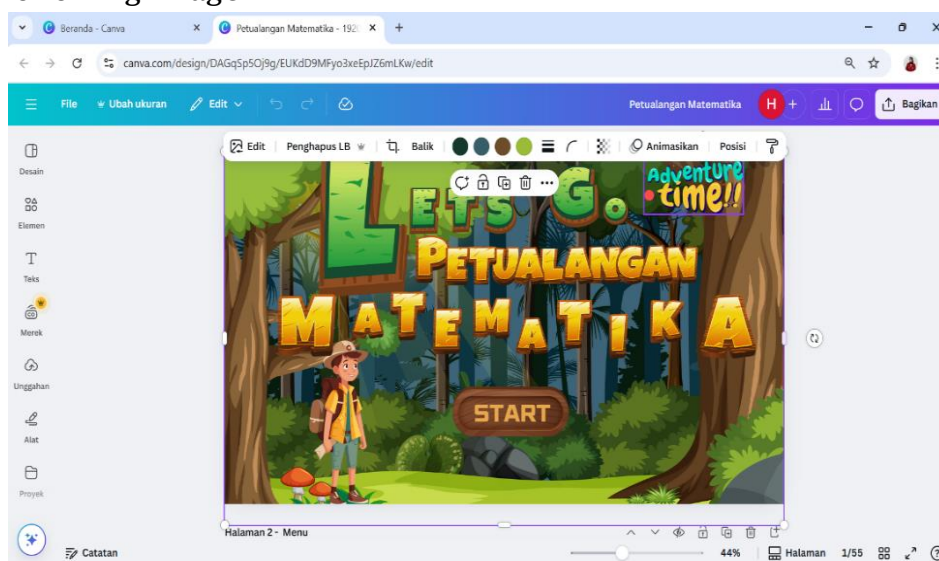 Beranda - Canva
Petualangan Matematika - 192
canva.com/design/DAGqSp5Oj9g/EUKdD9MFyo3xeEpJZ6mLKw/edit
File
Ubah ukuran
Edit
Petualangan Matematika
H
Bagikan
Edit
Penghapus LB
Balik
Animasikan
Posisi
Desain
Elemen
Teks
Merek
Unggahan
Alat
Proyek
LETS GO.
Adventure
time!!
PETUALANGAN
MATEMATIKA
START
Halaman 2 - Menu
Catatan
44%
Halaman
1/55